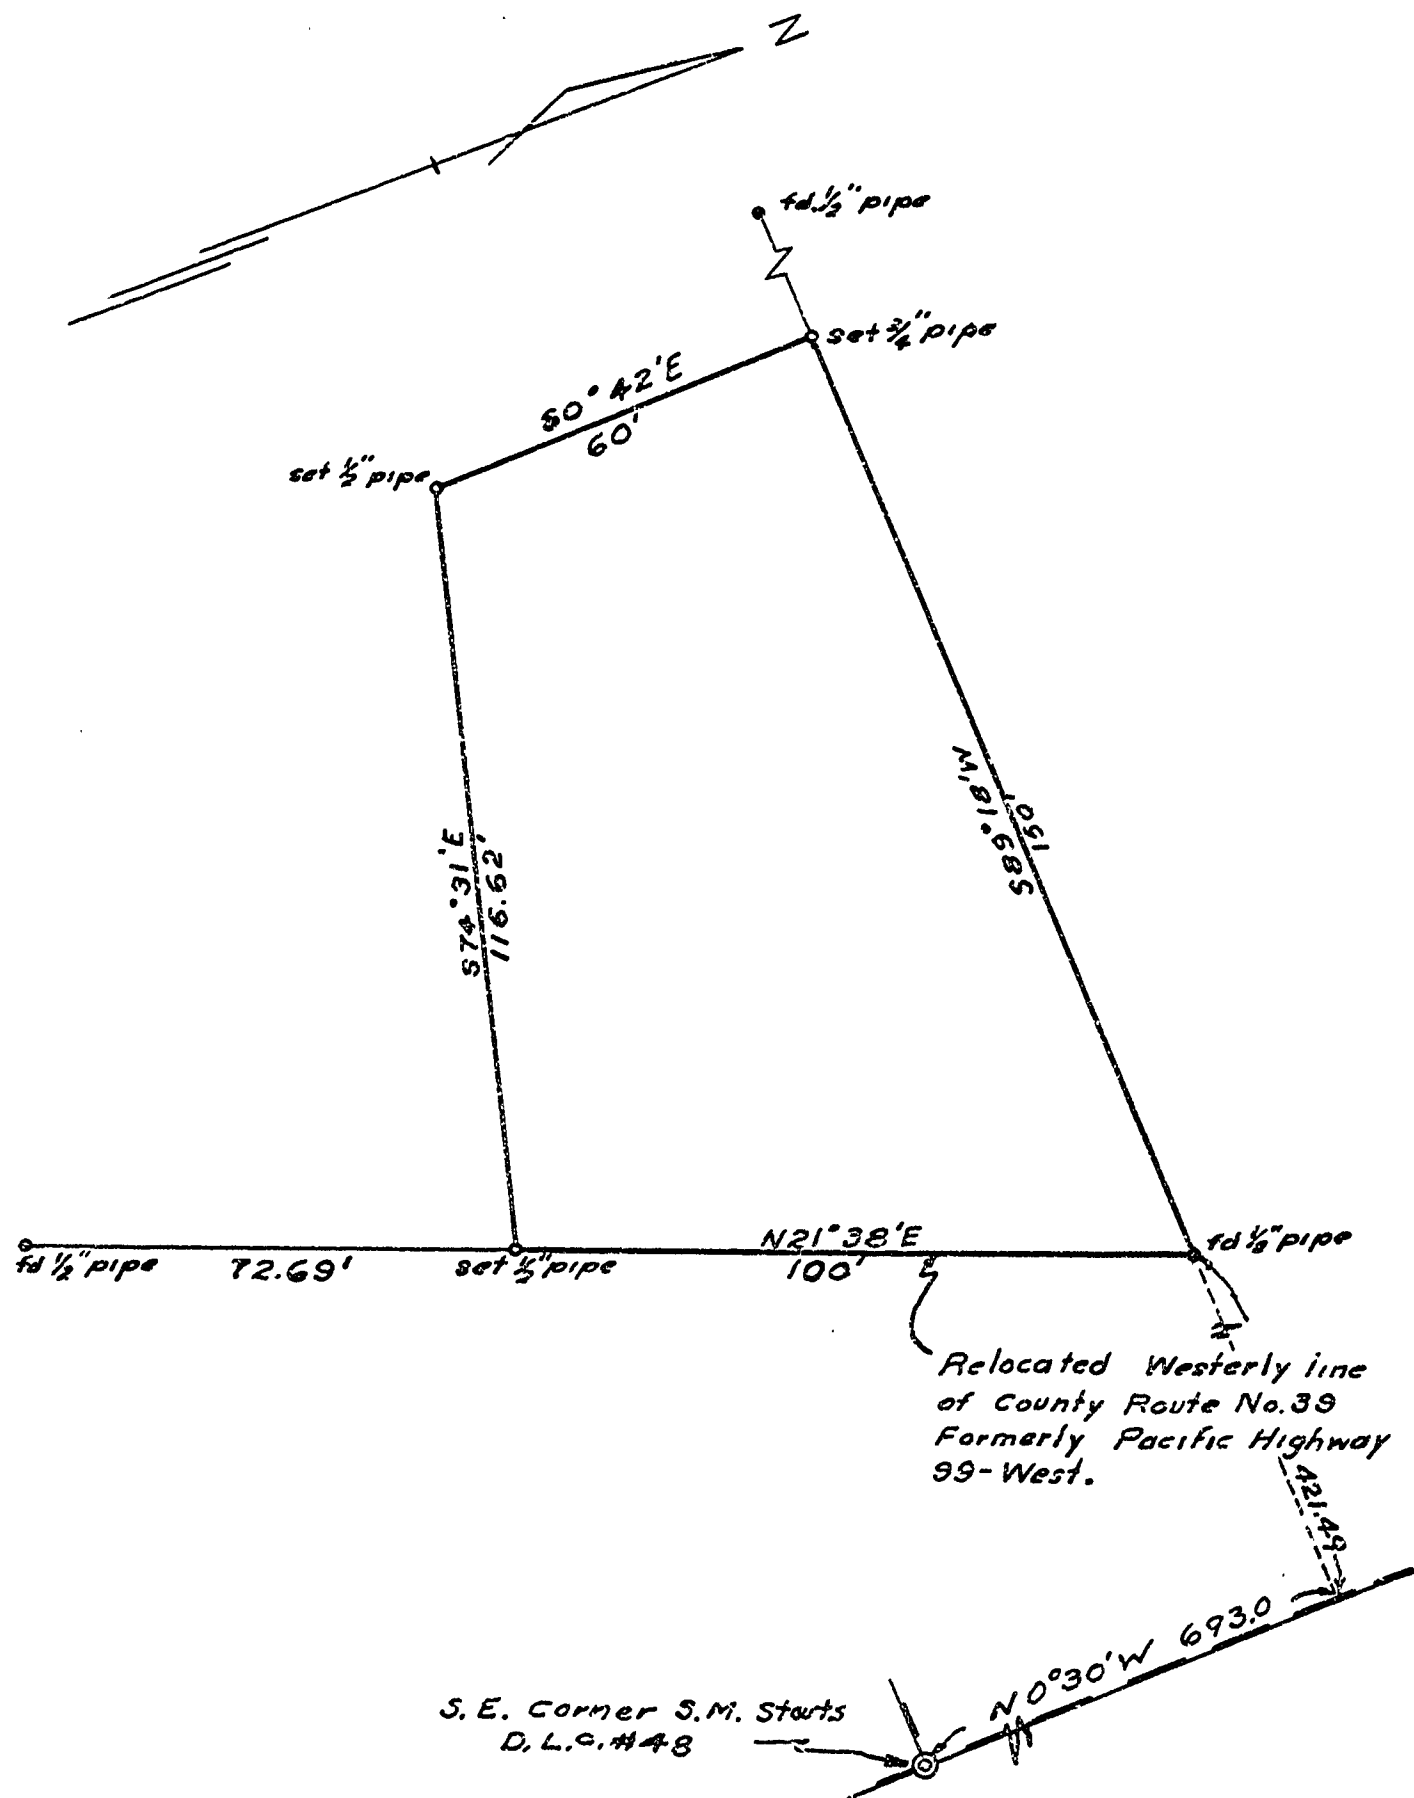 N
fd. 1/2" pipe
set 3/4" pipe
S0° 42'E
60'
set 1/2" pipe
S89°18'W
150'
S74°31'E
116.62'
N21°38'E
fd 1/2" pipe
72.69'
set 1/2" pipe
100'
fd 1/2" pipe
Relocated Westerly line
of County Route No.39
Formerly Pacific Highway
99-West.
421.49
N 0°30'W 693.0
S.E. Corner S.M. Starts
D.L.C. #48